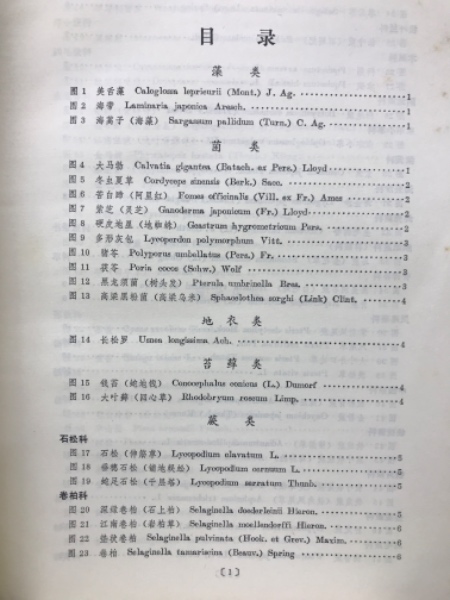 目录
藻类
图1 美舌藻 Caloglossa leprieurii (Mont.) J. Ag. 1
图2 海带 Laminaria japonica Aresch. 1
图3 海蒿子（海藻） Sargassum pallidum (Turn.) C. Ag. 1
菌类
图4 大马勃 Calvatia gigantea (Batsch. ex Pers.) Lloyd 1
图5 冬虫夏草 Cordyceps sinensis (Berk.) Sacc. 2
图6 苦白蹄（阿里红） Fomes officinalis (Vill. ex Fr.) Ames 2
图7 紫芝（灵芝） Ganoderma japonicum (Fr.) Lloyd 2
图8 硬皮地星（地蜘蛛） Geastrum hygrometricum Pers. 2
图9 多形灰包 Lycoperdon polymorphum Vitt. 3
图10 猪苓 Polyporus umbellatus (Pers.) Fr. 3
图11 茯苓 Poria cocos (Schw.) Wolf 3
图12 黑龙须菌（树头发） Pterula umbrinella Bres. 3
图13 高粱黑粉菌（高粱乌米） Sphacelothea sorghi (Link) Clint. 4
地衣类
图14 长松罗 Usnea longissima Ach. 4
苔藓类
图15 钱苔（蛇地钱） Conocephalus conicus (L.) Dumorf 4
图16 大叶藓（回心草） Rhodobryum roseum Limp. 4
蕨类
石松科
图17 石松（伸筋草） Lycopodium clavatum L. 5
图18 垂穗石松（铺地蜈蚣） Lycopodium cernuum L. 5
图19 蛇足石松（千层塔） Lycopodium serratum Thunb. 5
卷柏科
图20 深绿卷柏（石上柏） Selaginella doederleinii Hieron. 5
图21 江南卷柏（岩柏草） Selaginella moellendorffi Hieron. 6
图22 垫状卷柏 Selaginella pulvinata (Hook. et Grev.) Maxim. 6
图23 卷柏 Selaginella tamariscina (Beauv.) Spring 6
〔1〕